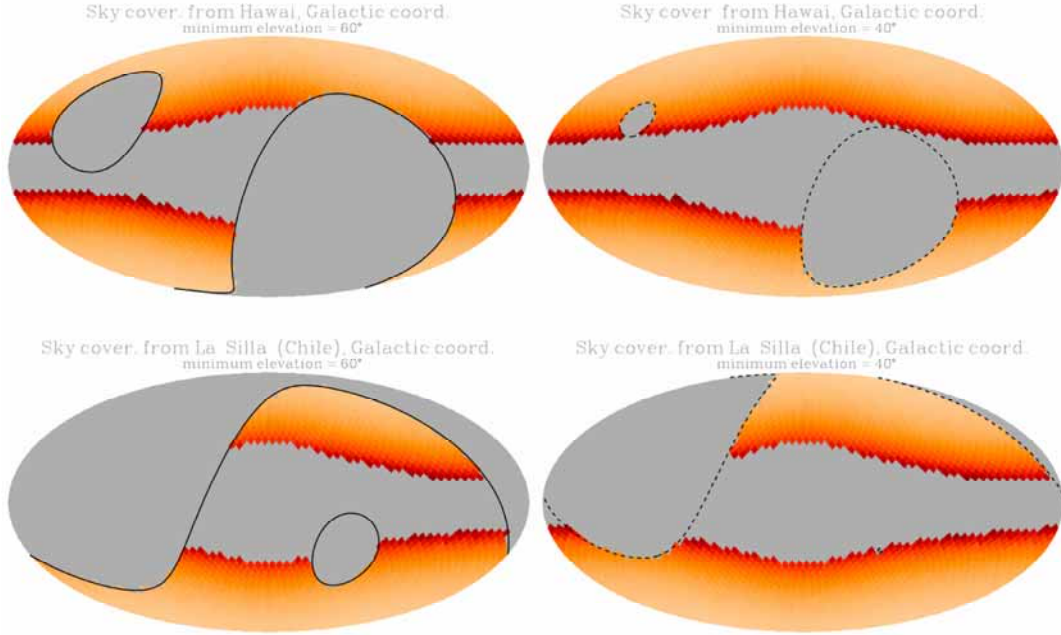 Sky cover. from Hawai, Galactic coord.
minimum elevation = 60°
Sky cover from Hawai, Galactic coord.
minimum elevation = 40°
Sky cover. from La Silla (Chile), Galactic coord.
minimum elevation = 60°
Sky cover. from La Silla (Chile), Galactic coord.
minimum elevation = 40°